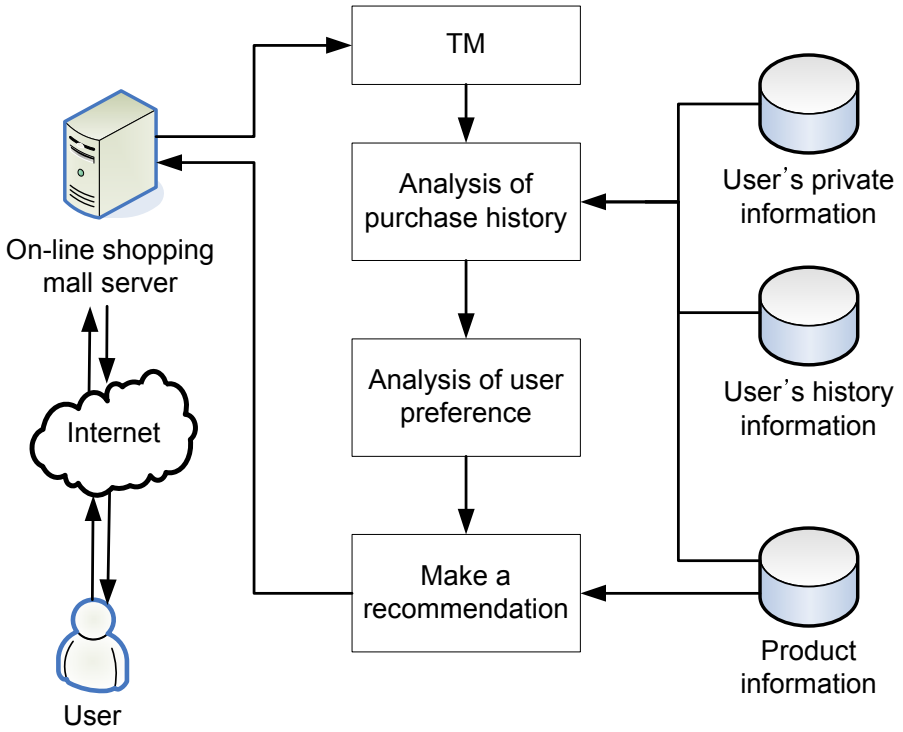 TM
Analysis of
purchase history
User's private
information
On-line shopping
mall server
Analysis of user
preference
User's history
information
Internet
Make a
recommendation
Product
information
User